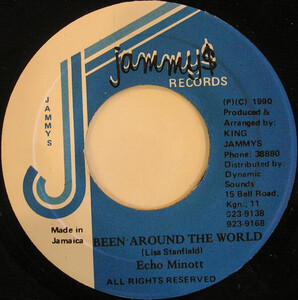 jammy$
RECORDS
JAMMYS
(P)(C) 1990
Produced &
Arranged by:
KING
JAMMYS
Phone: 38880
Distributed by:
Dynamic
Sounds
15 Bell Road,
Kgn., 11
923-9138
923-9168
Made in
Jamaica
BEEN AROUND THE WORLD
(Lisa Stanfield)
Echo Minott
ALL RIGHTS RESERVED